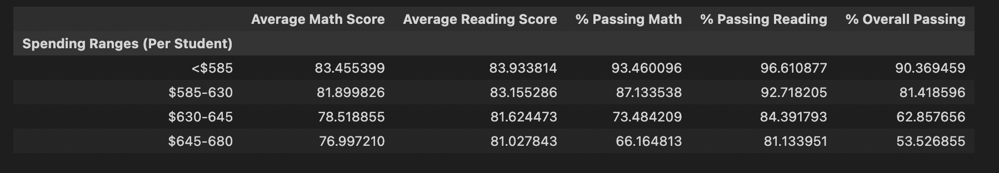 Average Math Score Average Reading Score % Passing Math % Passing Reading % Overall Passing
Spending Ranges (Per Student)
<$585 83.455399 83.933814 93.460096 96.610877 90.369459
$585-630 81.899826 83.155286 87.133538 92.718205 81.418596
$630-645 78.518855 81.624473 73.484209 84.391793 62.857656
$645-680 76.997210 81.027843 66.164813 81.133951 53.526855